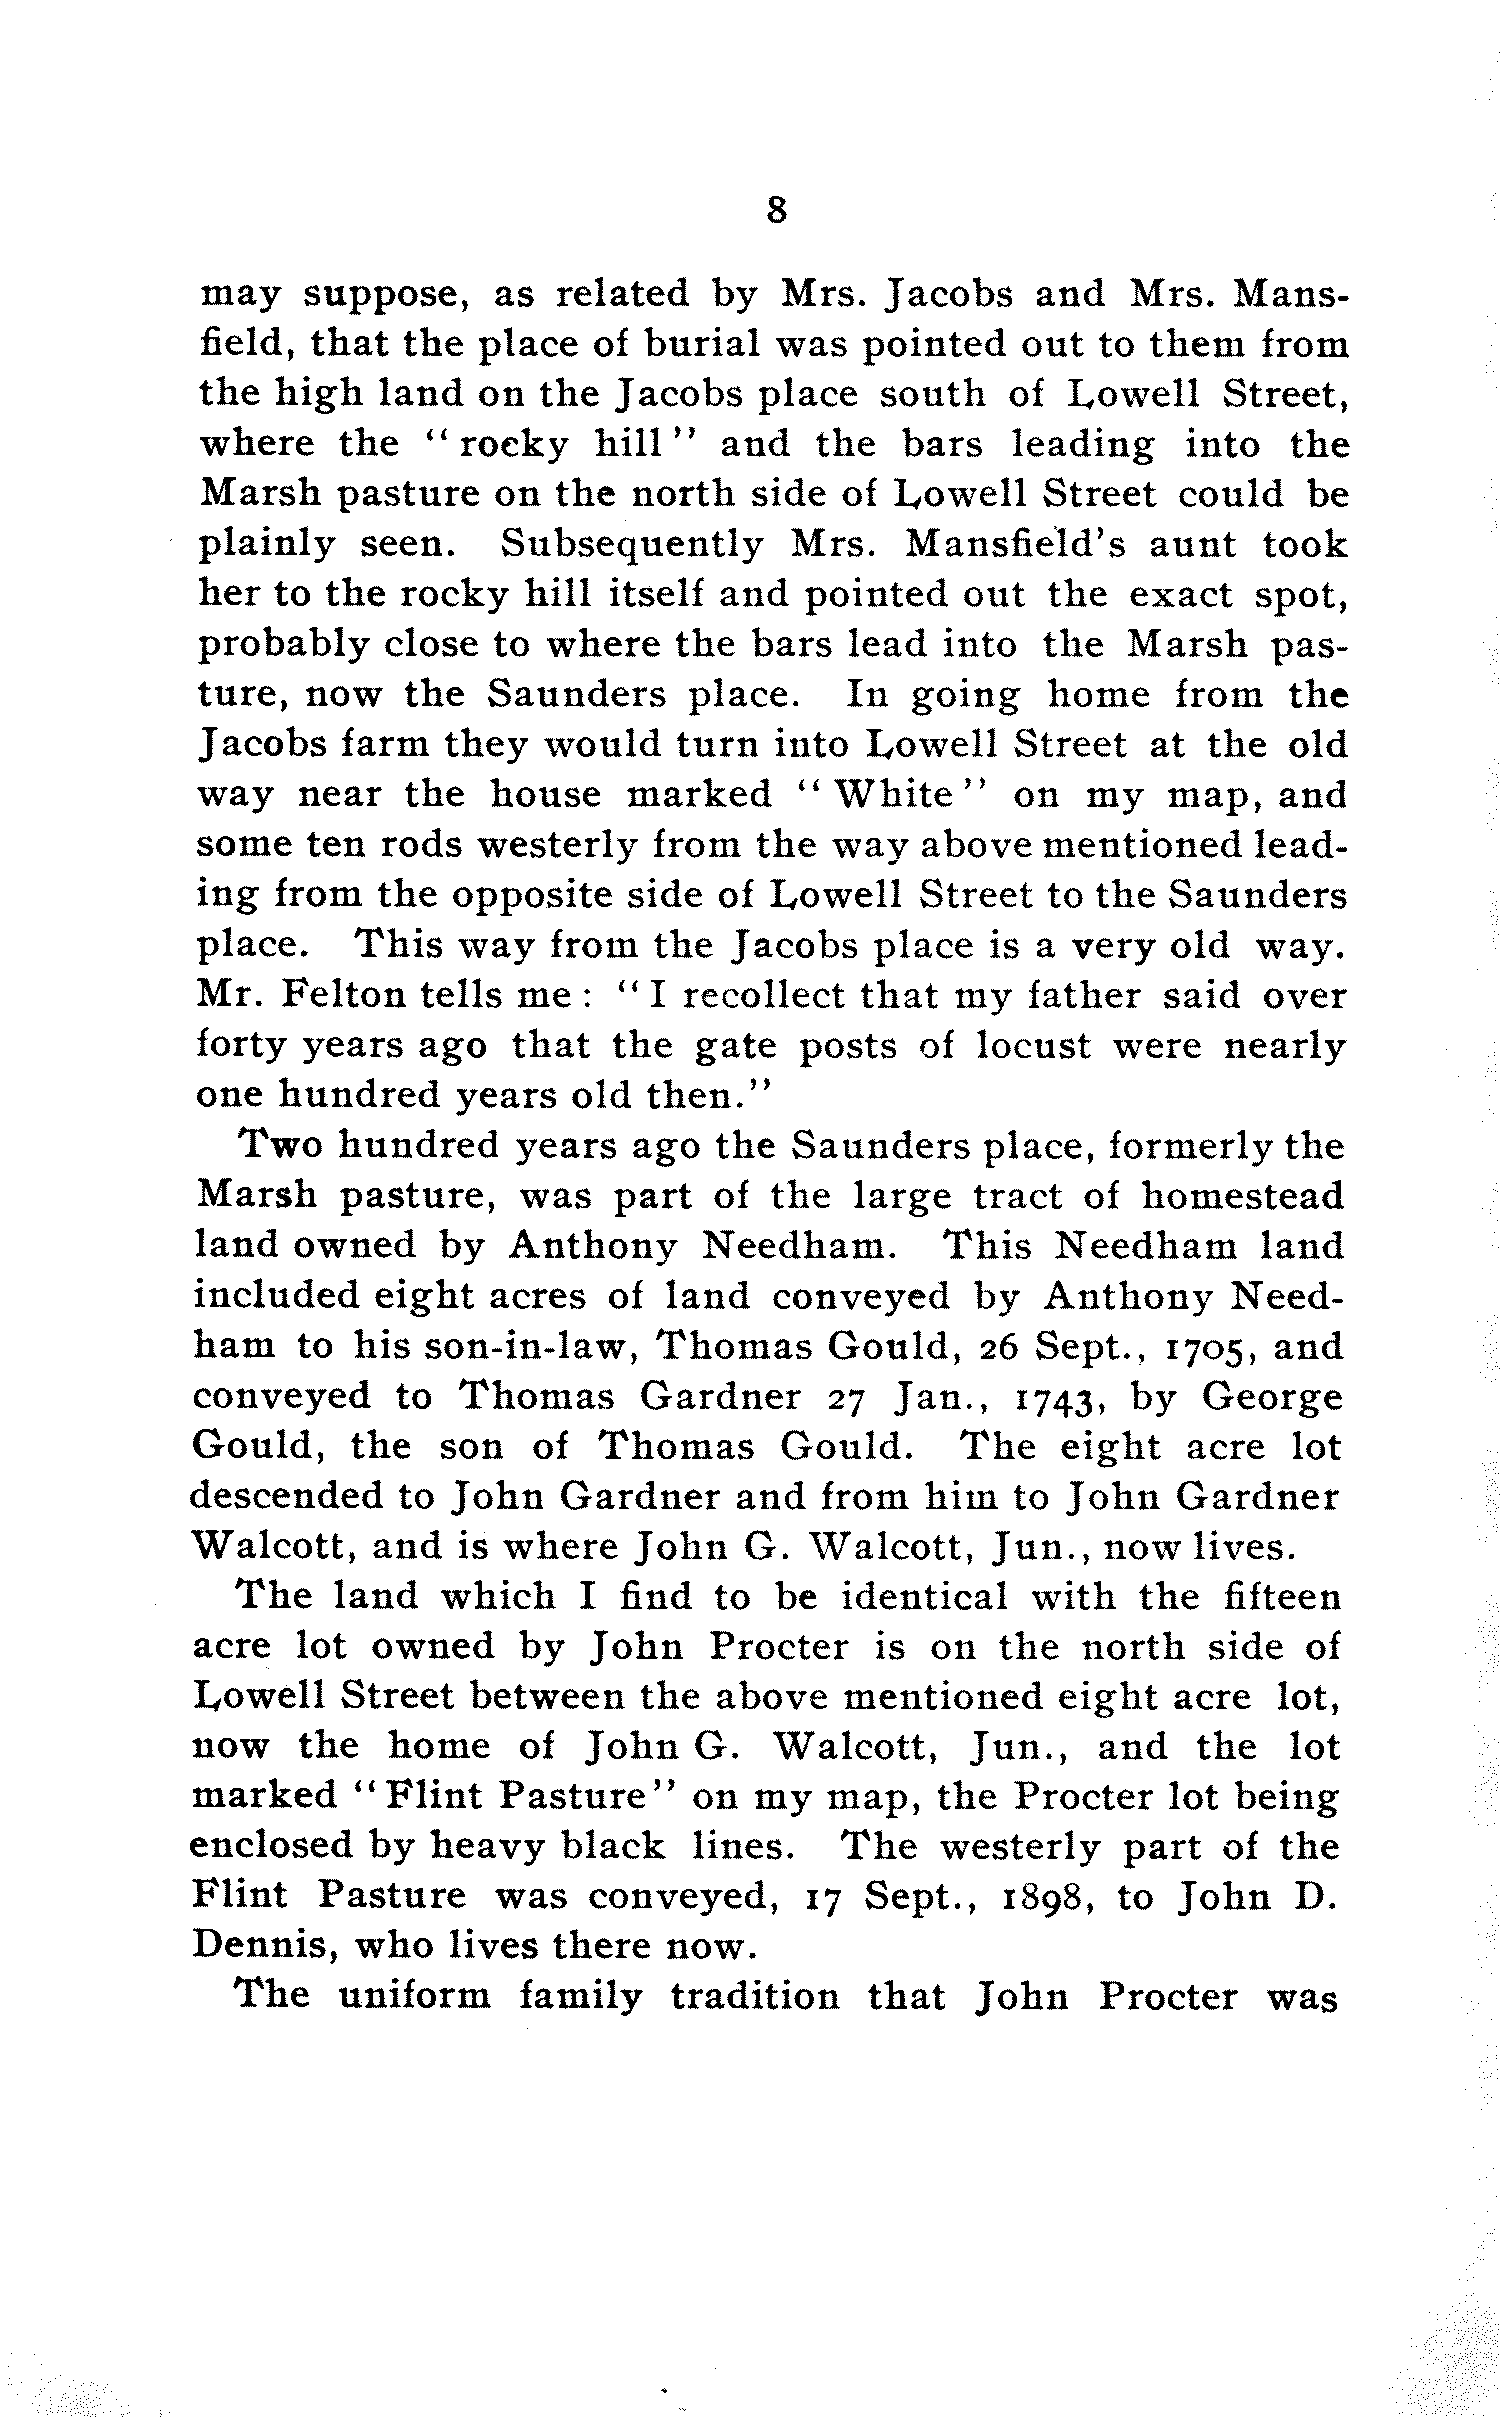 8
may suppose, as related by Mrs. Jacobs and Mrs. Mans-
field, that the place of burial was pointed out to them from
the high land on the Jacobs place south of Lowell Street,
where the "rocky hill" and the bars leading into the
Marsh pasture on the north side of Lowell Street could be
plainly seen. Subsequently Mrs. Mansfield's aunt took
her to the rocky hill itself and pointed out the exact spot,
probably close to where the bars lead into the Marsh pas-
ture, now the Saunders place. In going home from the
Jacobs farm they would turn into Lowell Street at the old
way near the house marked "White" on my map, and
some ten rods westerly from the way above mentioned lead-
ing from the opposite side of Lowell Street to the Saunders
place. This way from the Jacobs place is a very old way.
Mr. Felton tells me: "I recollect that my father said over
forty years ago that the gate posts of locust were nearly
one hundred years old then."
Two hundred years ago the Saunders place, formerly the
Marsh pasture, was part of the large tract of homestead
land owned by Anthony Needham. This Needham land
included eight acres of land conveyed by Anthony Need-
ham to his son-in-law, Thomas Gould, 26 Sept., 1705, and
conveyed to Thomas Gardner 27 Jan., 1743, by George
Gould, the son of Thomas Gould. The eight acre lot
descended to John Gardner and from him to John Gardner
Walcott, and is where John G. Walcott, Jun., now lives.
The land which I find to be identical with the fifteen
acre lot owned by John Procter is on the north side of
Lowell Street between the above mentioned eight acre lot,
now the home of John G. Walcott, Jun., and the lot
marked "Flint Pasture" on my map, the Procter lot being
enclosed by heavy black lines. The westerly part of the
Flint Pasture was conveyed, 17 Sept., 1898, to John D.
Dennis, who lives there now.
The uniform family tradition that John Procter was